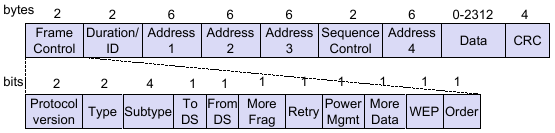 bytes 2 2 6 6 6 2 6 0-2312 4
Frame Control Duration/ ID Address 1 Address 2 Address 3 Sequence Control Address 4 Data CRC
bits 2 2 4 1 1 1 1 1 1 1 1
Protocol version Type Subtype To DS From DS More Frag Retry Power Mgmt More Data WEP Order